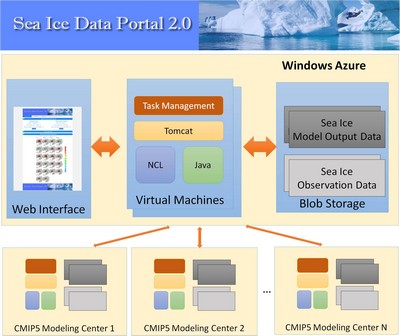 Sea Ice Data Portal 2.0
Windows Azure
Task Management
Tomcat
NCL
Java
Sea Ice
Model Output Data
Sea Ice
Observation Data
Web Interface
Virtual Machines
Blob Storage
...
CMIP5 Modeling Center 1
CMIP5 Modeling Center 2
CMIP5 Modeling Center N